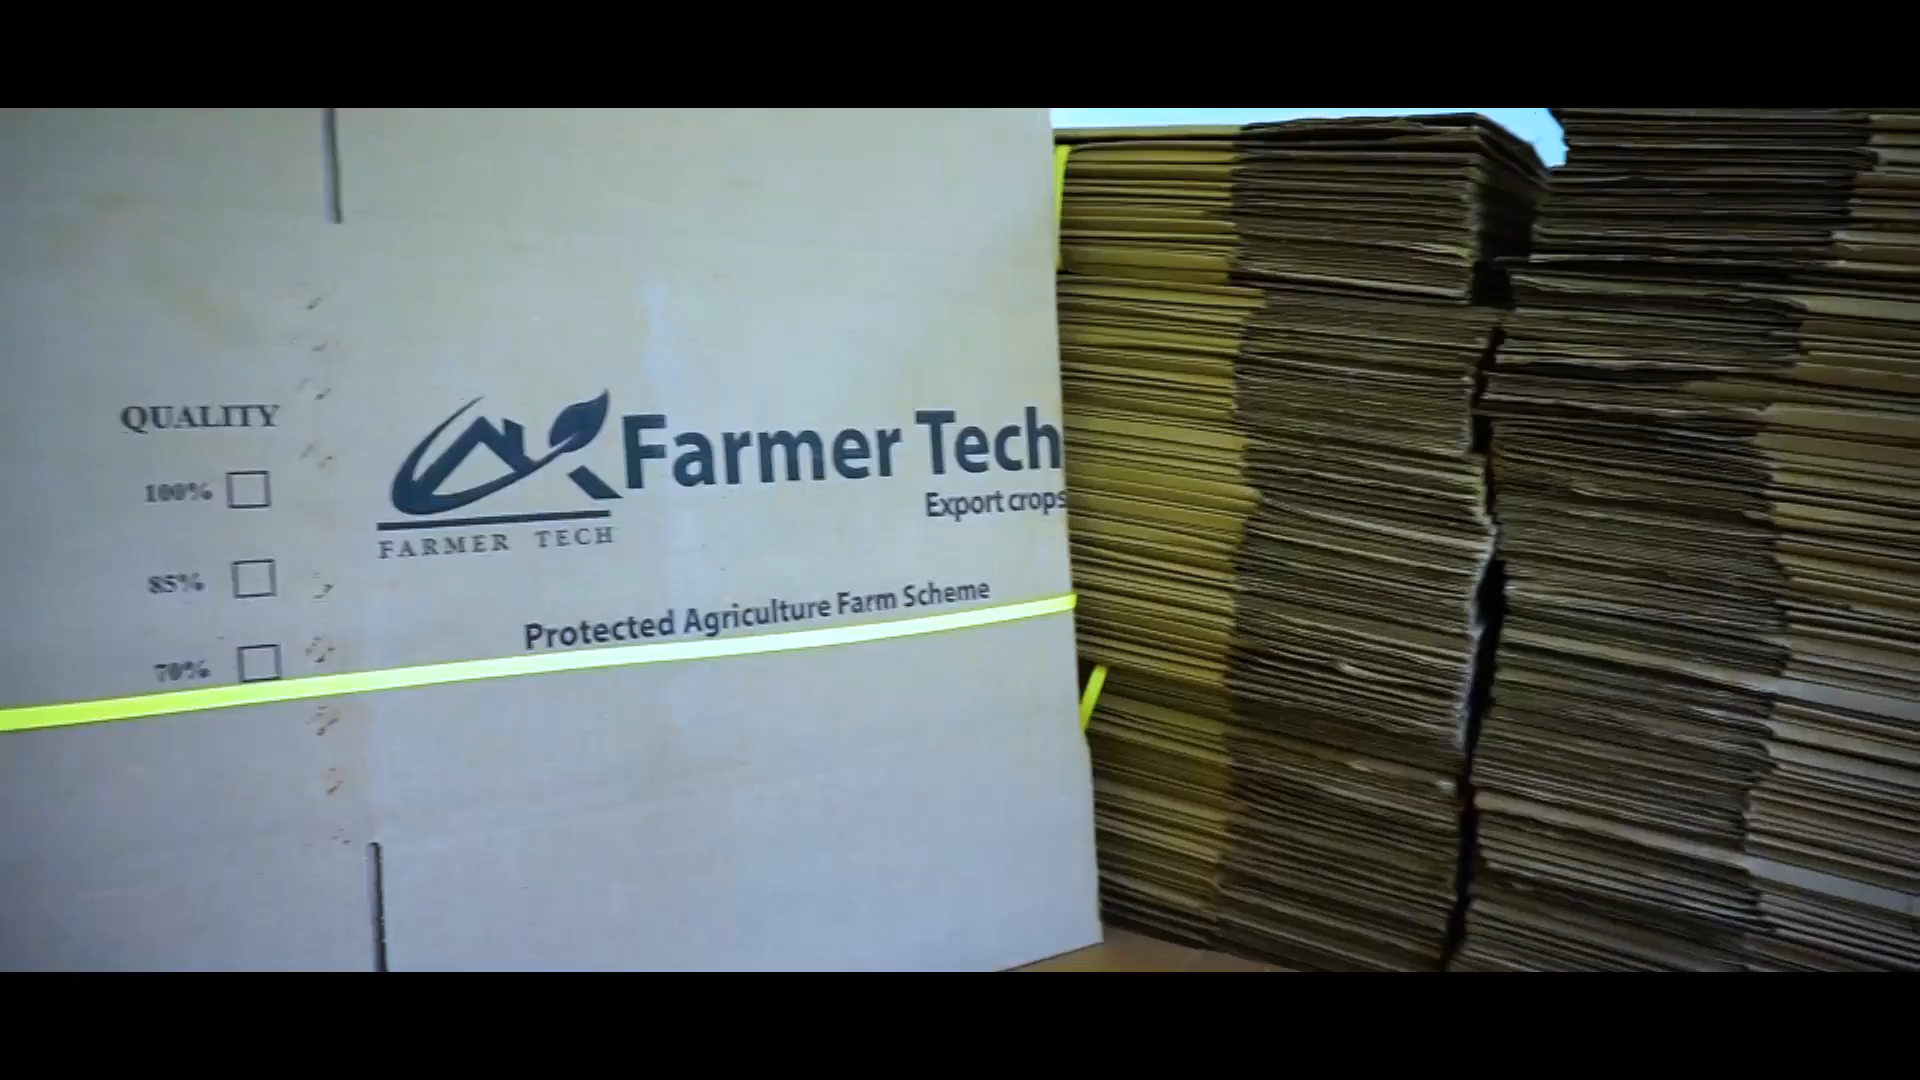 QUALITY
100%
85%
70%
Farmer Tech
Export crops
FARMER TECH
Protected Agriculture Farm Scheme